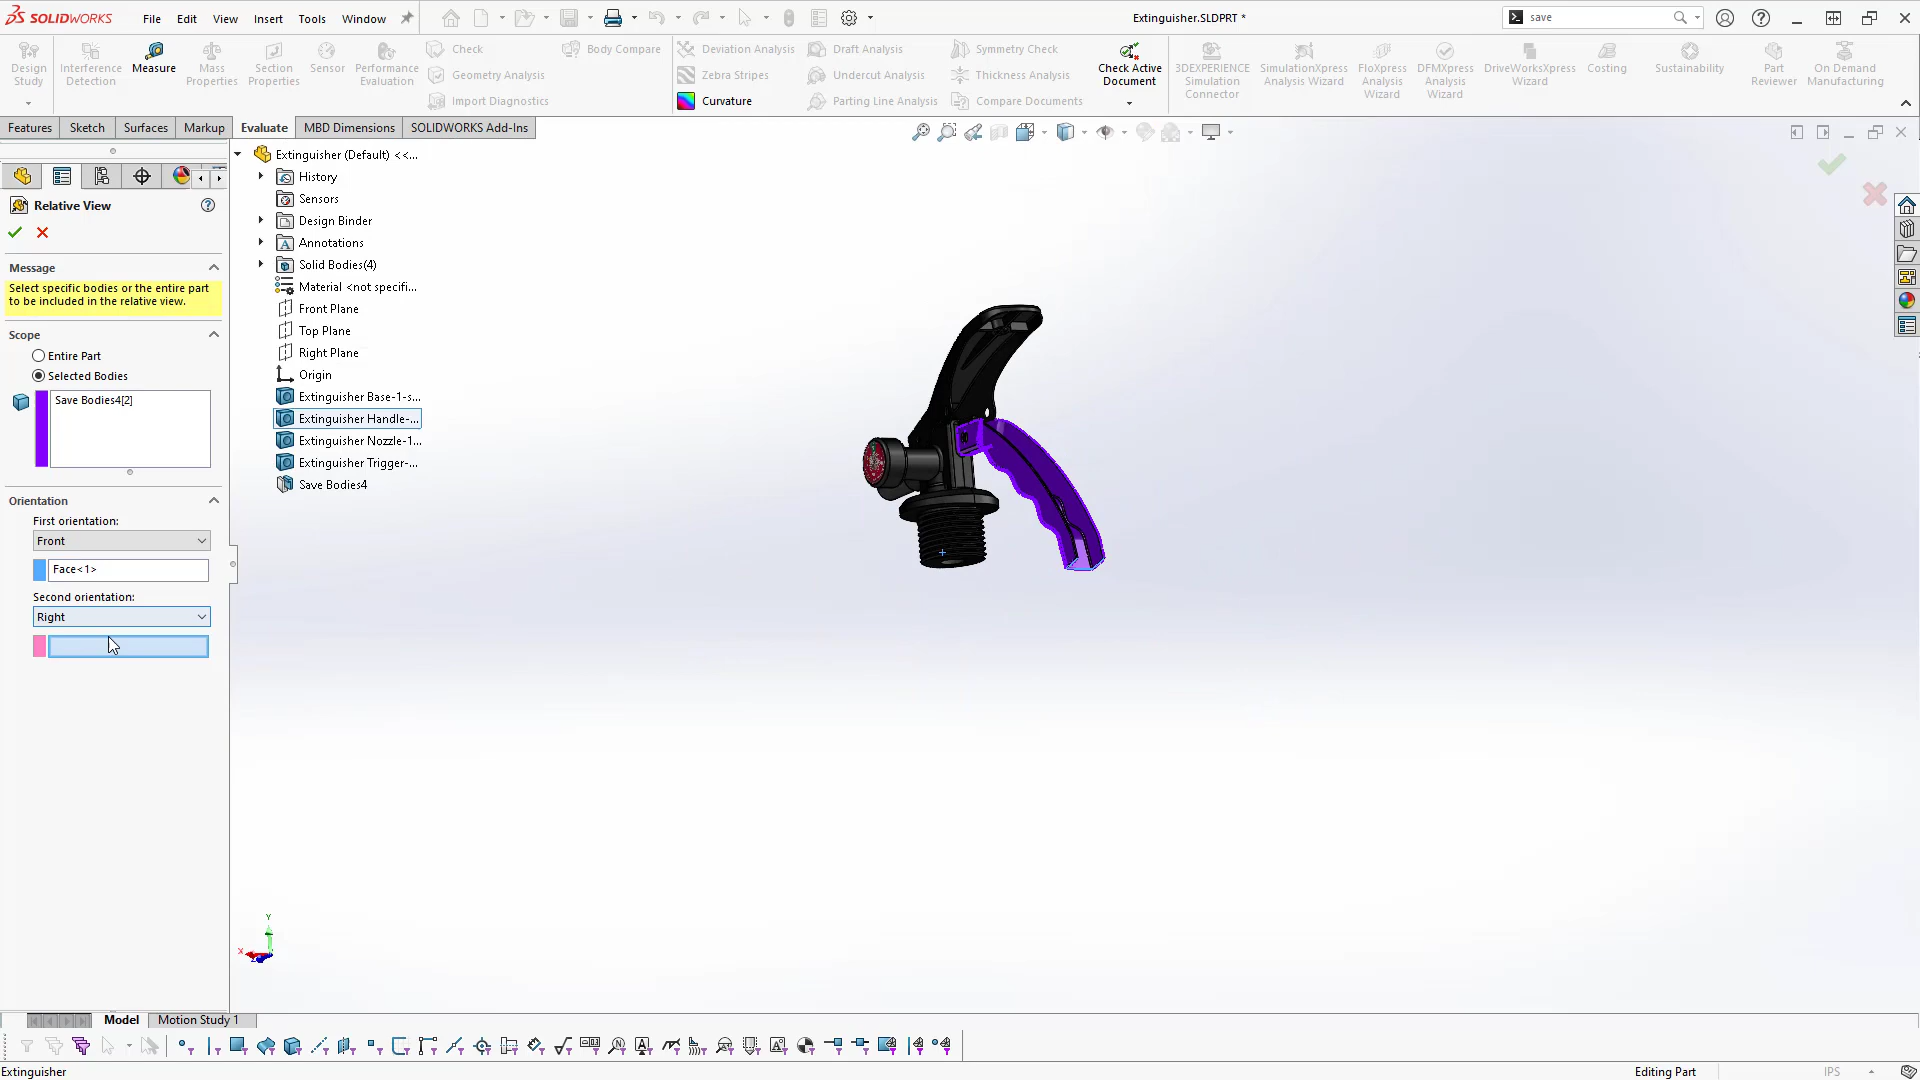 SOLIDWORKS
File Edit View Insert Tools Window
Extinguisher.SLDPRT *
save
Design Study
Interference Detection
Measure
Mass Properties
Section Properties
Sensor
Performance Evaluation
Check
Geometry Analysis
Import Diagnostics
Body Compare
Deviation Analysis
Zebra Stripes
Curvature
Draft Analysis
Undercut Analysis
Parting Line Analysis
Symmetry Check
Thickness Analysis
Compare Documents
Check Active Document
3DEXPERIENCE Simulation Connector
SimulationXpress Analysis Wizard
FloXpress Analysis Wizard
DFMXpress Analysis Wizard
DriveWorksXpress Wizard
Costing
Sustainability
Part Reviewer
On Demand Manufacturing
Features Sketch Surfaces Markup Evaluate MBD Dimensions SOLIDWORKS Add-Ins
Relative View
Message
Select specific bodies or the entire part
to be included in the relative view.
Scope
Entire Part
Selected Bodies
Save Bodies4[2]
Orientation
First orientation:
Front
Face<1>
Second orientation:
Right
Extinguisher (Default) <<...
History
Sensors
Design Binder
Annotations
Solid Bodies(4)
Material <not specifi...
Front Plane
Top Plane
Right Plane
Origin
Extinguisher Base-1-s...
Extinguisher Handle-...
Extinguisher Nozzle-1...
Extinguisher Trigger-...
Save Bodies4
Y
X
Model Motion Study 1
Extinguisher
Editing Part
IPS